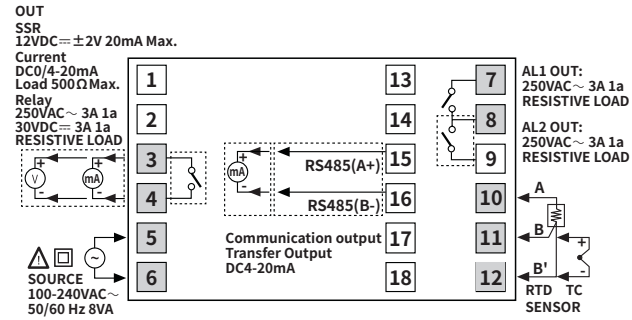 OUT
SSR
12VDC⎓±2V 20mA Max.
Current
DC0/4-20mA
Load 500ΩMax.
Relay
250VAC～ 3A 1a
30VDC⎓ 3A 1a
RESISTIVE LOAD
+
+
V
mA
-
-
SOURCE
100-240VAC～
50/60 Hz 8VA
1
2
3
4
5
6
+
mA
-
RS485(A+)
RS485(B-)
Communication output
Transfer Output
DC4-20mA
13
14
15
16
17
18
7
8
9
10
11
12
AL1 OUT:
250VAC～ 3A 1a
RESISTIVE LOAD
AL2 OUT:
250VAC～ 3A 1a
RESISTIVE LOAD
A
B
B'
+
-
RTD TC
SENSOR